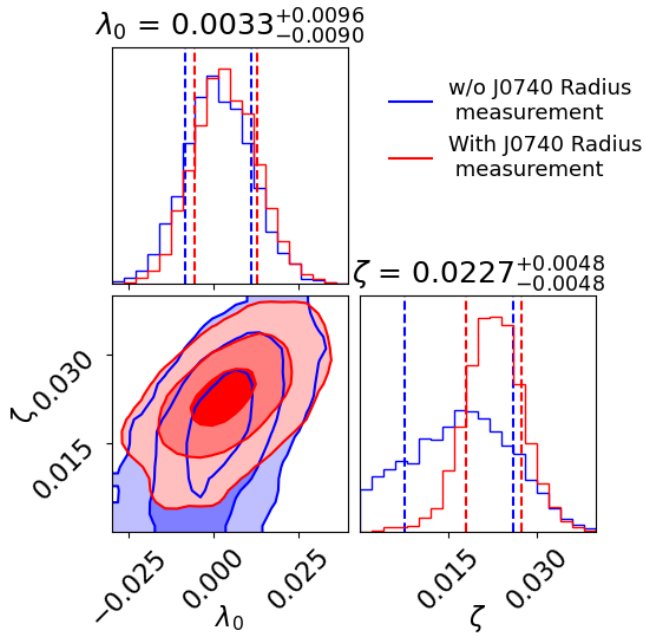 λ₀ = 0.0033⁺⁰·⁰⁰⁹⁶₋₀.₀₀₉₀
w/o J0740 Radius
measurement
With J0740 Radius
measurement
ζ = 0.0227⁺⁰·⁰⁰⁴⁸₋₀.₀₀₄₈
ζ
0.030
0.015
−0.025
0.000
0.025
λ₀
0.015
0.030
ζ